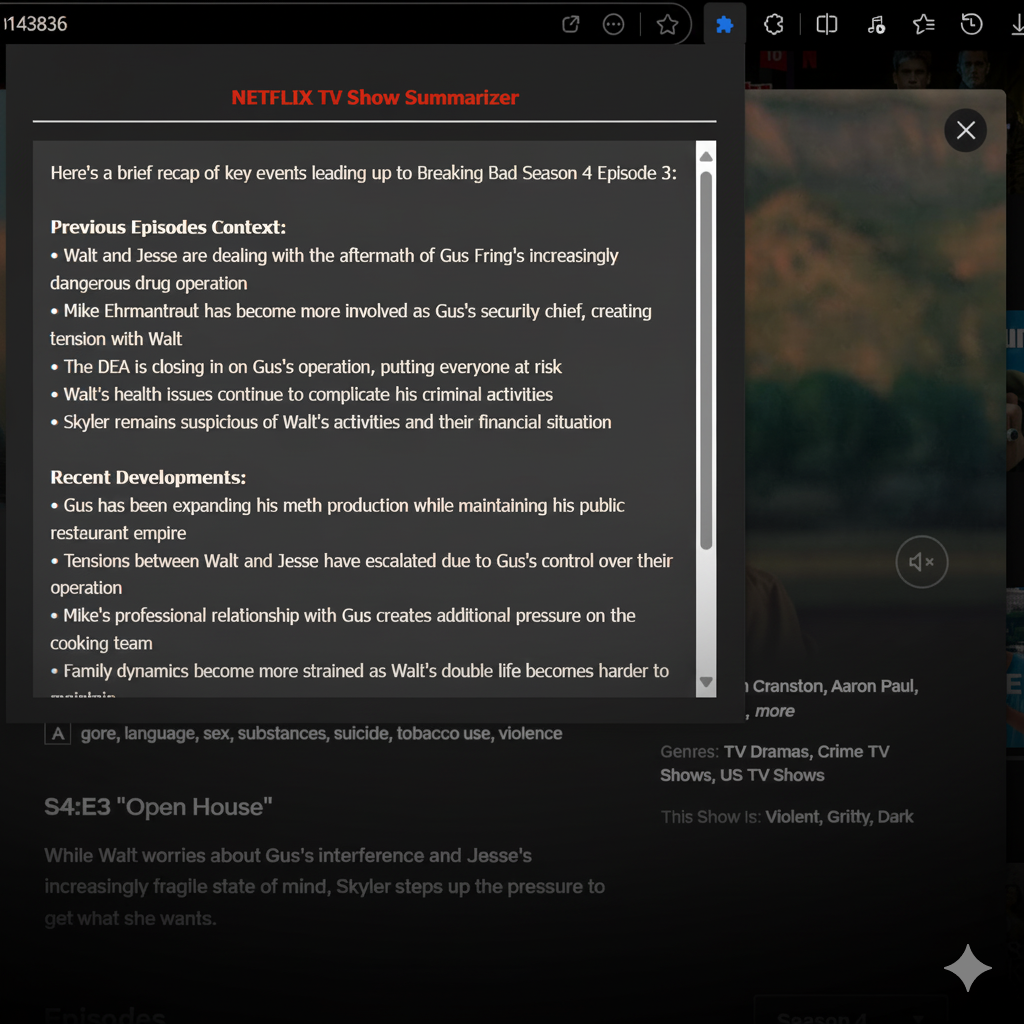 143836
NETFLIX TV Show Summarizer
Here's a brief recap of key events leading up to Breaking Bad Season 4 Episode 3:
Previous Episodes Context:
• Walt and Jesse are dealing with the aftermath of Gus Fring's increasingly
dangerous drug operation
• Mike Ehrmantraut has become more involved as Gus's security chief, creating
tension with Walt
• The DEA is closing in on Gus's operation, putting everyone at risk
• Walt's health issues continue to complicate his criminal activities
• Skyler remains suspicious of Walt's activities and their financial situation
Recent Developments:
• Gus has been expanding his meth production while maintaining his public
restaurant empire
• Tensions between Walt and Jesse have escalated due to Gus's control over their
operation
• Mike's professional relationship with Gus creates additional pressure on the
cooking team
• Family dynamics become more strained as Walt's double life becomes harder to
A gore, language, sex, substances, suicide, tobacco use, violence
S4:E3 "Open House"
While Walt worries about Gus's interference and Jesse's
increasingly fragile state of mind, Skyler steps up the pressure to
get what she wants.
Episodes
10
Cranston, Aaron Paul,
, more
Genres: TV Dramas, Crime TV
Shows, US TV Shows
This Show Is: Violent, Gritty, Dark
Season 4